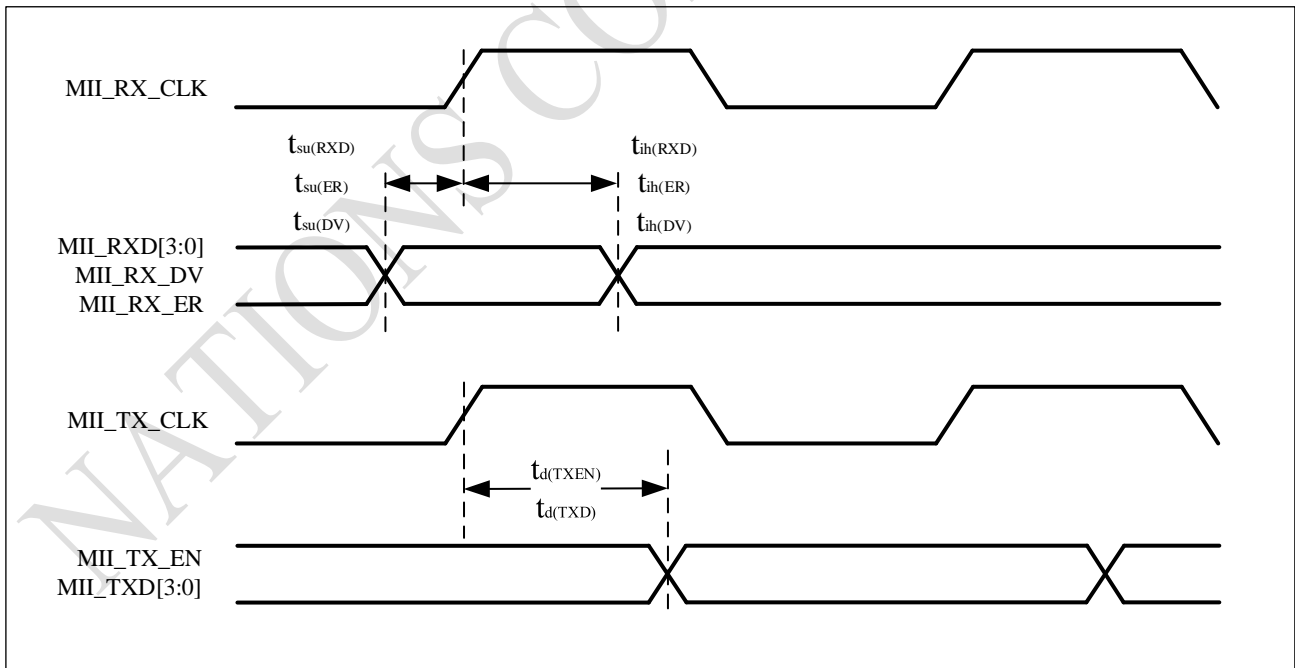 MII_RX_CLK
tsu(RXD) tih(RXD)
tsu(ER) tih(ER)
tsu(DV) tih(DV)
MII_RXD[3:0]
MII_RX_DV
MII_RX_ER
MII_TX_CLK
td(TXEN)
td(TXD)
MII_TX_EN
MII_TXD[3:0]
NATIONS CO